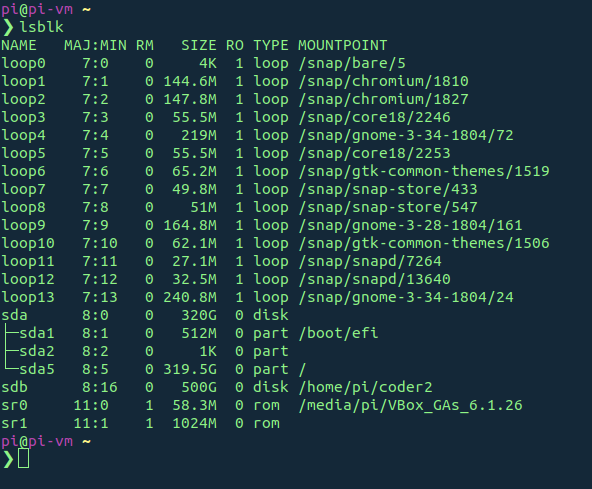 pi@pi-vm ~
❯ lsblk
NAME   MAJ:MIN RM   SIZE RO TYPE MOUNTPOINT
loop0    7:0    0     4K  1 loop /snap/bare/5
loop1    7:1    0 144.6M  1 loop /snap/chromium/1810
loop2    7:2    0 147.8M  1 loop /snap/chromium/1827
loop3    7:3    0  55.5M  1 loop /snap/core18/2246
loop4    7:4    0   219M  1 loop /snap/gnome-3-34-1804/72
loop5    7:5    0  55.5M  1 loop /snap/core18/2253
loop6    7:6    0  65.2M  1 loop /snap/gtk-common-themes/1519
loop7    7:7    0  49.8M  1 loop /snap/snap-store/433
loop8    7:8    0    51M  1 loop /snap/snap-store/547
loop9    7:9    0 164.8M  1 loop /snap/gnome-3-28-1804/161
loop10   7:10   0  62.1M  1 loop /snap/gtk-common-themes/1506
loop11   7:11   0  27.1M  1 loop /snap/snapd/7264
loop12   7:12   0  32.5M  1 loop /snap/snapd/13640
loop13   7:13   0 240.8M  1 loop /snap/gnome-3-34-1804/24
sda      8:0    0   320G  0 disk
├─sda1   8:1    0   512M  0 part /boot/efi
├─sda2   8:2    0     1K  0 part
└─sda5   8:5    0 319.5G  0 part /
sdb      8:16   0   500G  0 disk /home/pi/coder2
sr0     11:0    1  58.3M  0 rom  /media/pi/VBox_GAs_6.1.26
sr1     11:1    1  1024M  0 rom
pi@pi-vm ~
❯